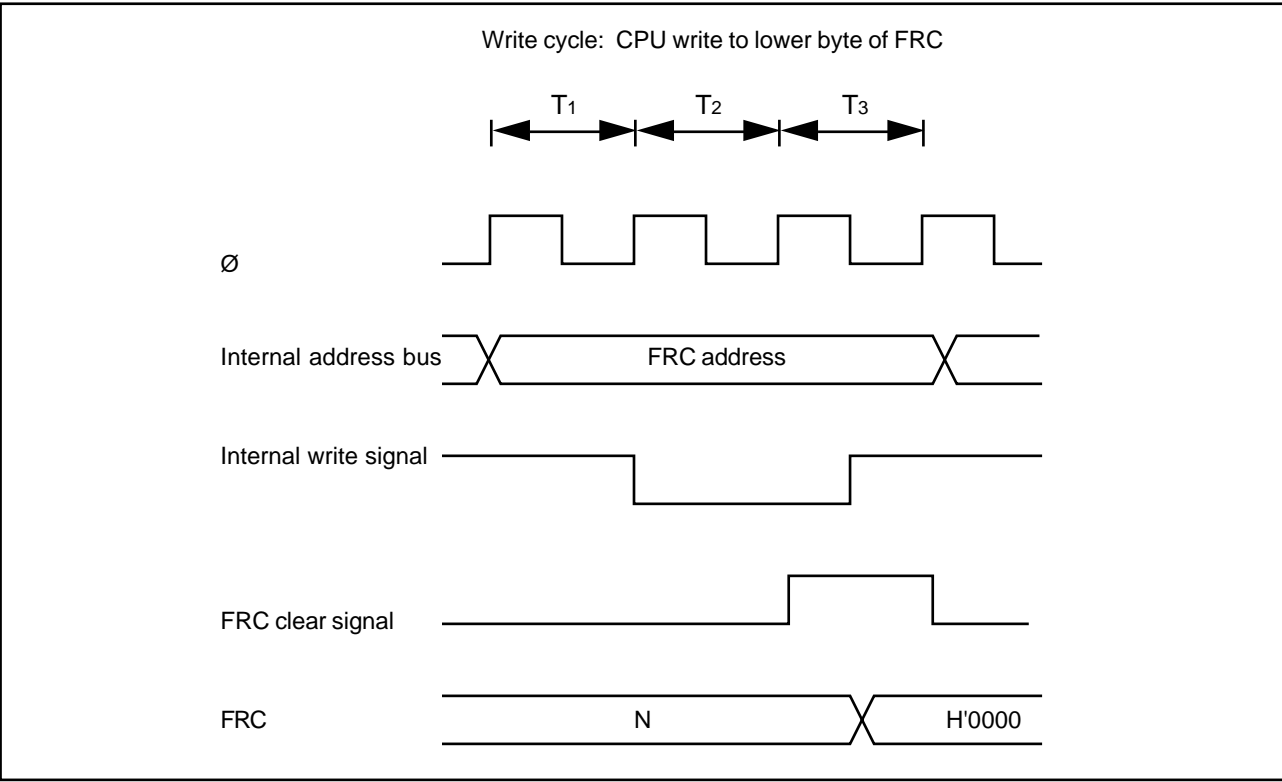 Write cycle: CPU write to lower byte of FRC
T1 T2 T3
Ø
Internal address bus FRC address
Internal write signal
FRC clear signal
FRC N H'0000